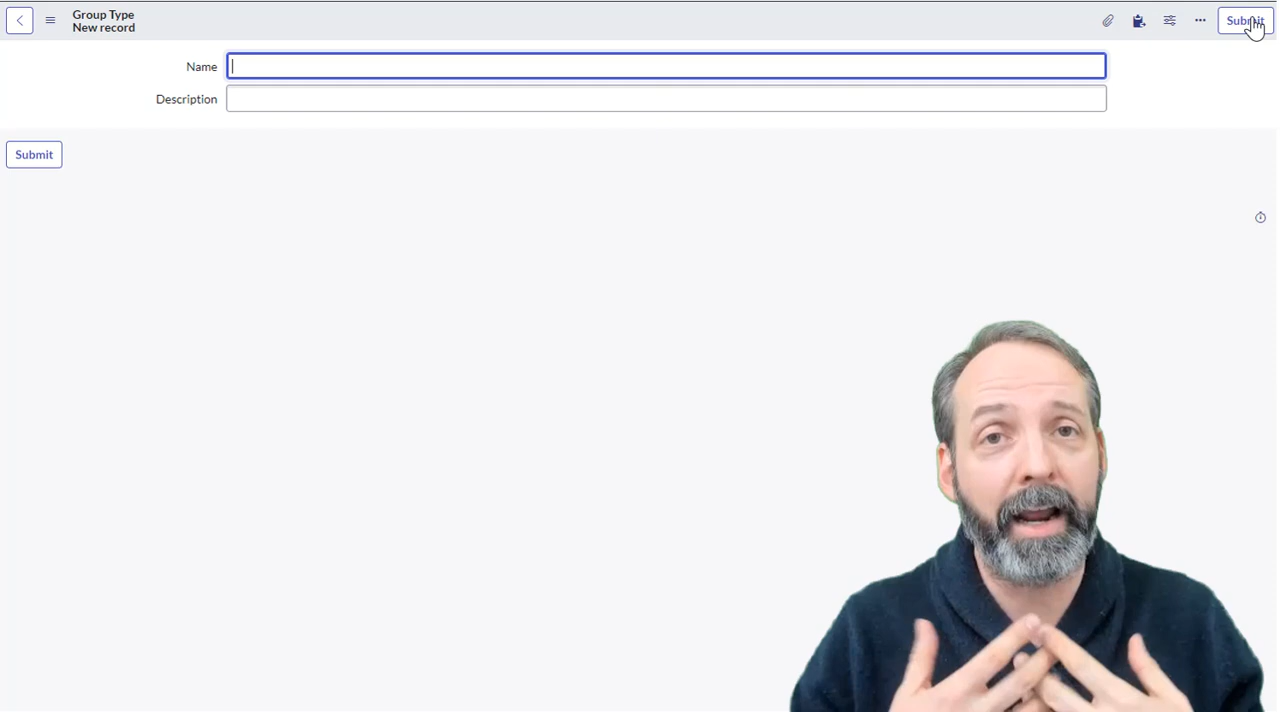 Group Type
New record
Submit
Name
Description
Submit